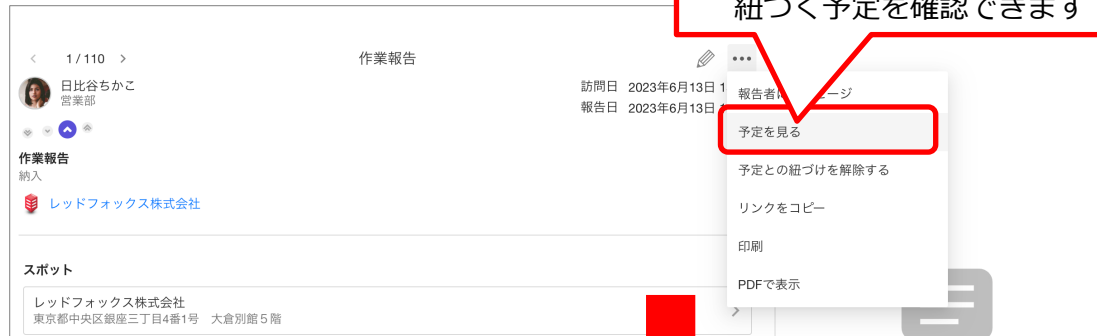 紐づく予定を確認できます
1 / 110
作業報告
日比谷ちかこ
営業部
訪問日 2023年6月13日 1
報告日 2023年6月13日
作業報告
納入
レッドフォックス株式会社
スポット
レッドフォックス株式会社
東京都中央区銀座三丁目4番1号 大倉別館5階
報告者に
ージ
予定を見る
予定との紐づけを解除する
リンクをコピー
印刷
PDFで表示